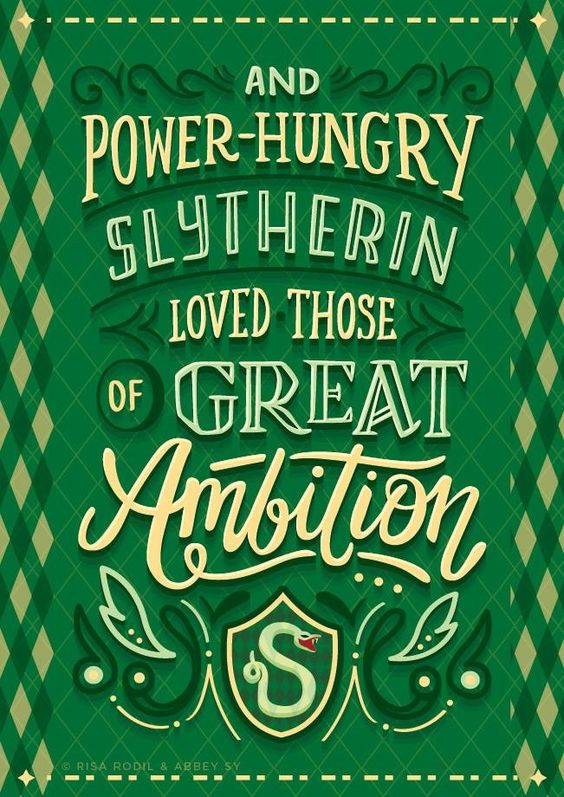 AND
POWER-HUNGRY
SLYTHERIN
LOVED THOSE
OF GREAT
Ambition
S
© RISA RODIL & ABBEY SY